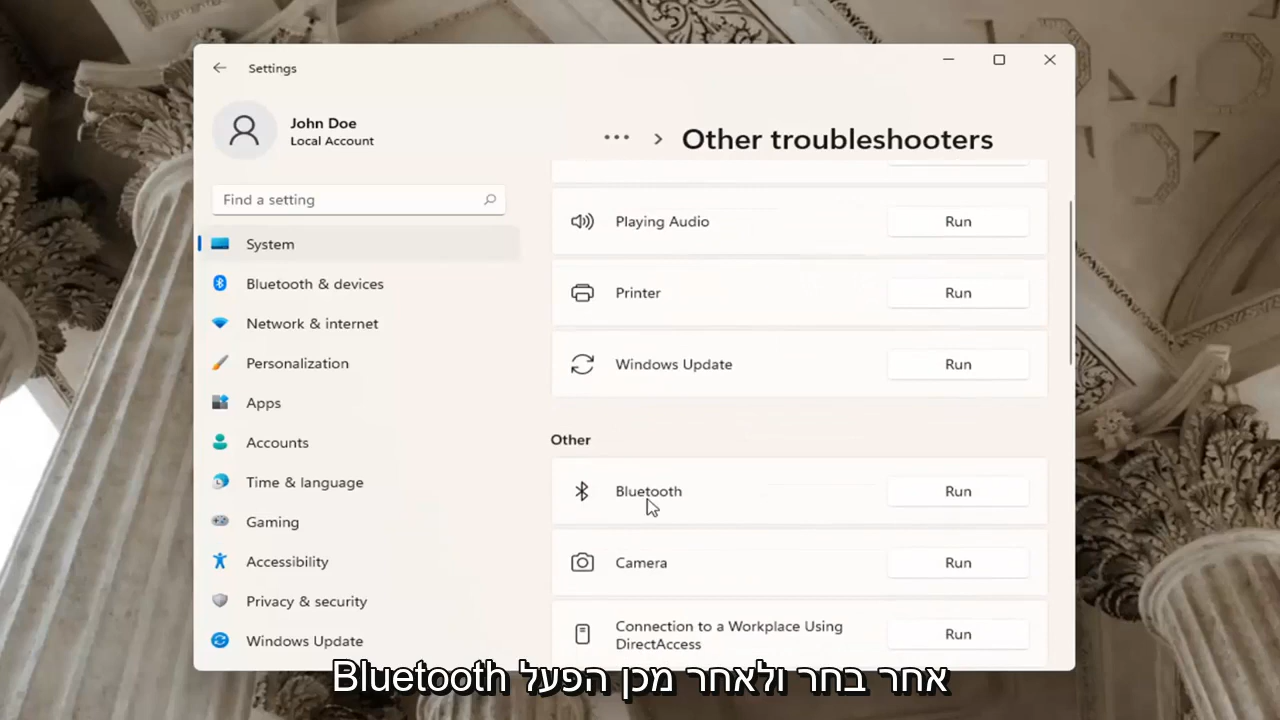 Settings
John Doe
Local Account
Find a setting
System
Bluetooth & devices
Network & internet
Personalization
Apps
Accounts
Time & language
Gaming
Accessibility
Privacy & security
Windows Update
••• > Other troubleshooters
Playing Audio Run
Printer Run
Windows Update Run
Other
Bluetooth Run
Camera Run
Connection to a Workplace Using
DirectAccess Run
אחר בחר ולאחר מכן הפעל Bluetooth